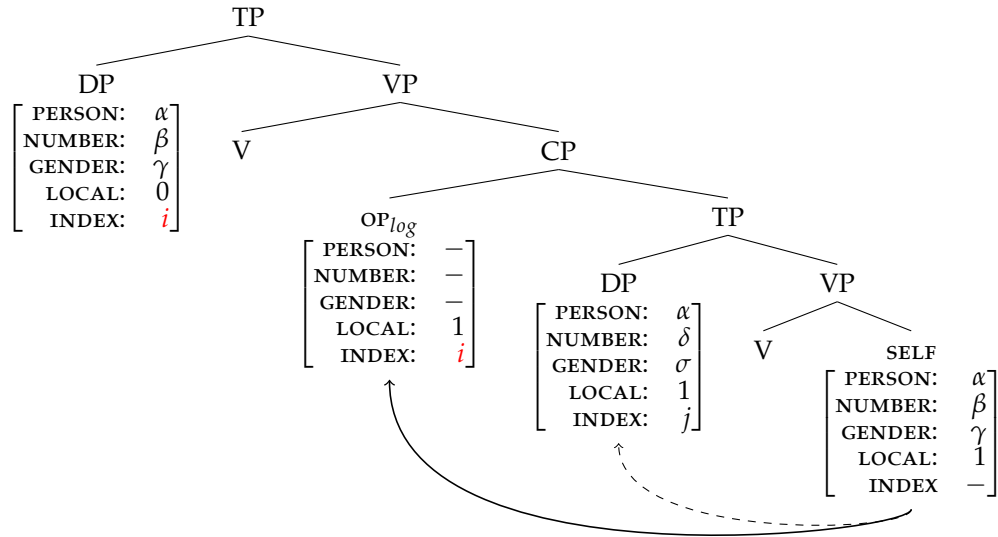 TP
DP
VP
PERSON: α
NUMBER: β
GENDER: γ
LOCAL: 0
INDEX: i
V
CP
OP_log
PERSON: −
NUMBER: −
GENDER: −
LOCAL: 1
INDEX: i
TP
DP
PERSON: α
NUMBER: δ
GENDER: σ
LOCAL: 1
INDEX: j
VP
V
SELF
PERSON: α
NUMBER: β
GENDER: γ
LOCAL: 1
INDEX −